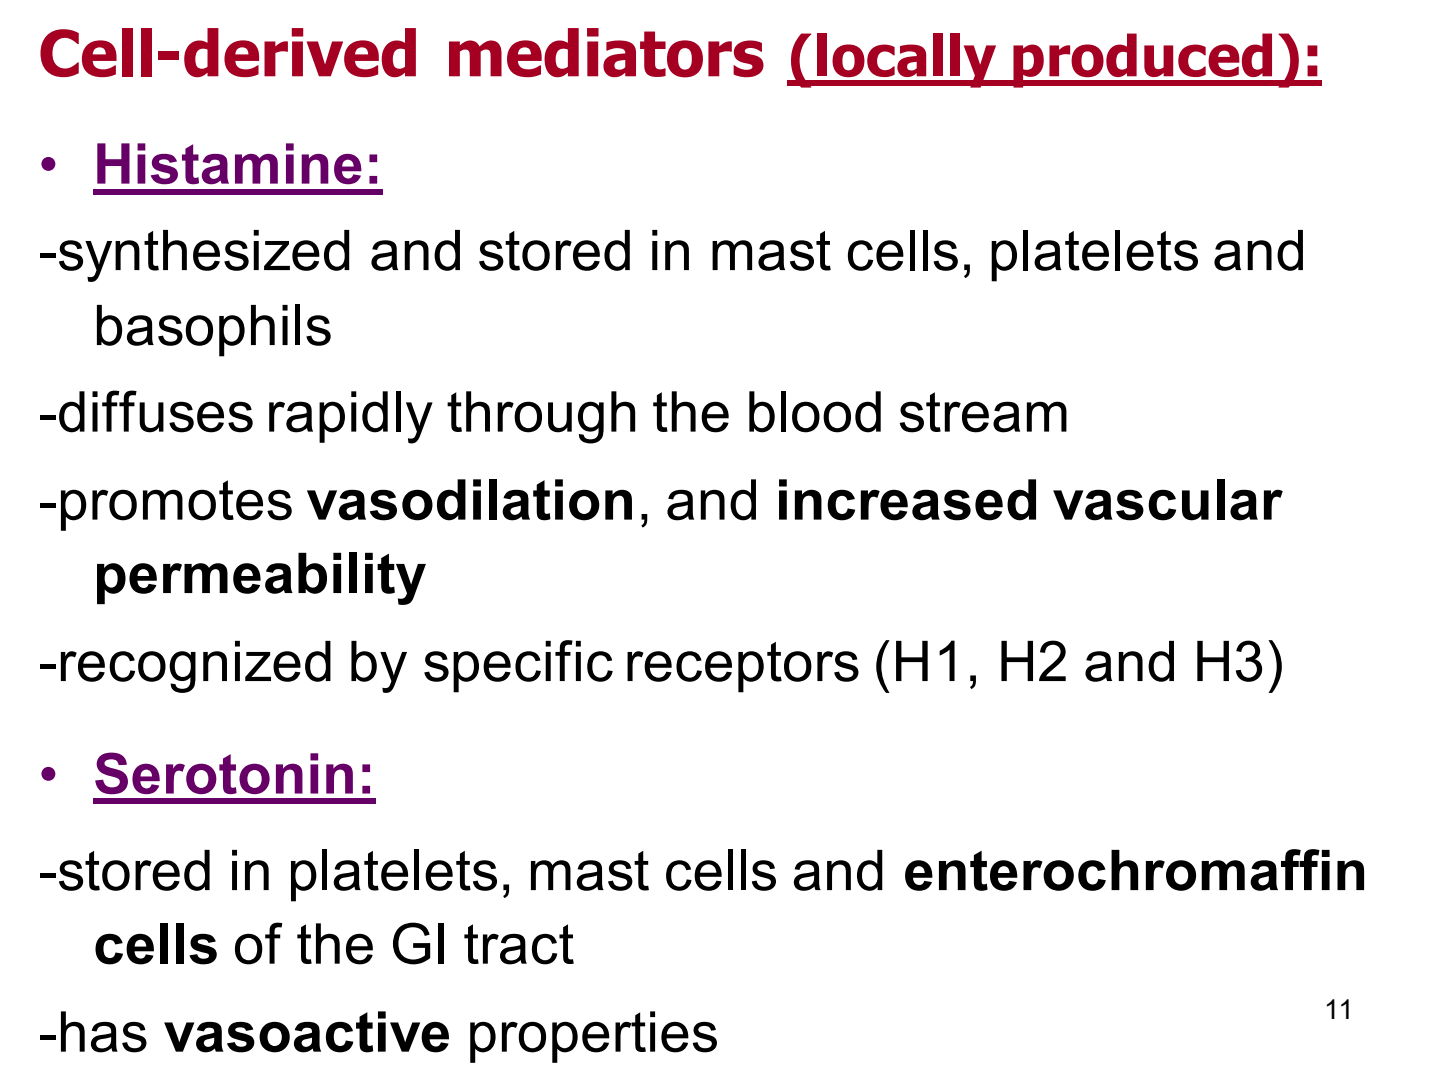 Cell-derived mediators (locally produced):
• Histamine:
-synthesized and stored in mast cells, platelets and
basophils
-diffuses rapidly through the blood stream
-promotes vasodilation, and increased vascular
permeability
-recognized by specific receptors (H1, H2 and H3)
• Serotonin:
-stored in platelets, mast cells and enterochromaffin
cells of the GI tract
-has vasoactive properties
11